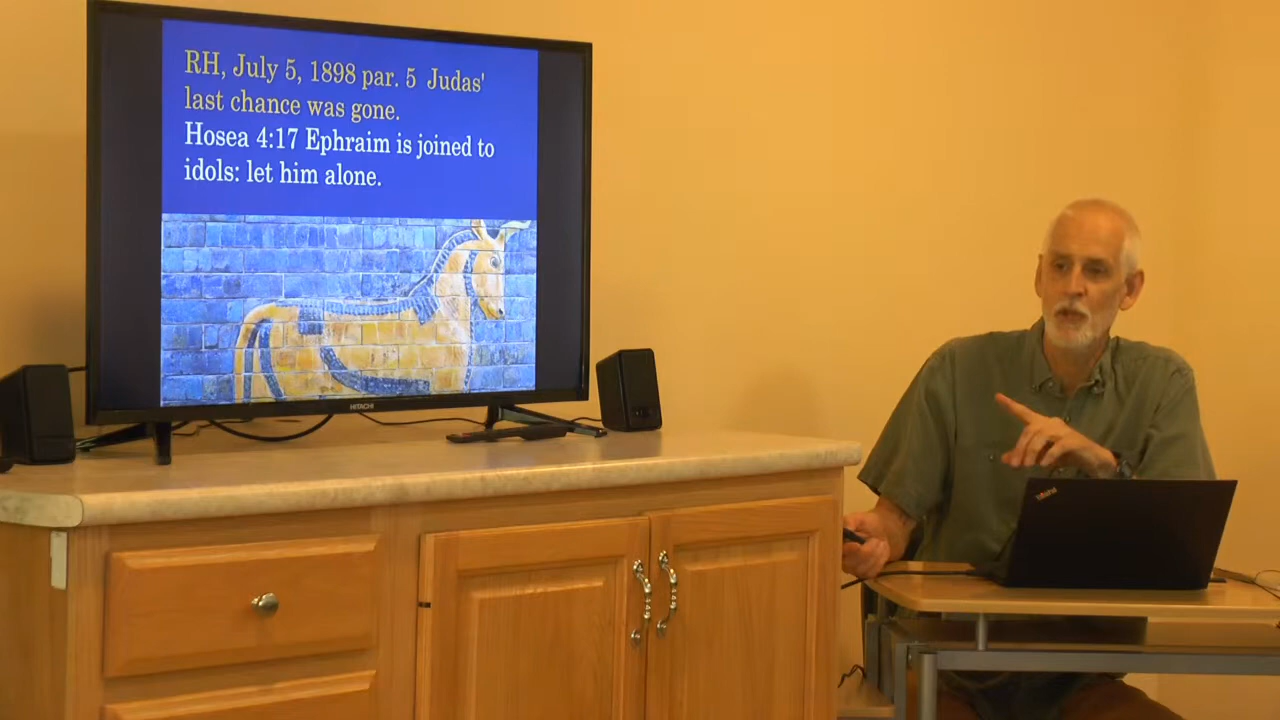 RH, July 5, 1898 par. 5 Judas'
last chance was gone.
Hosea 4:17 Ephraim is joined to
idols: let him alone.
HITACHI
ThinkPad